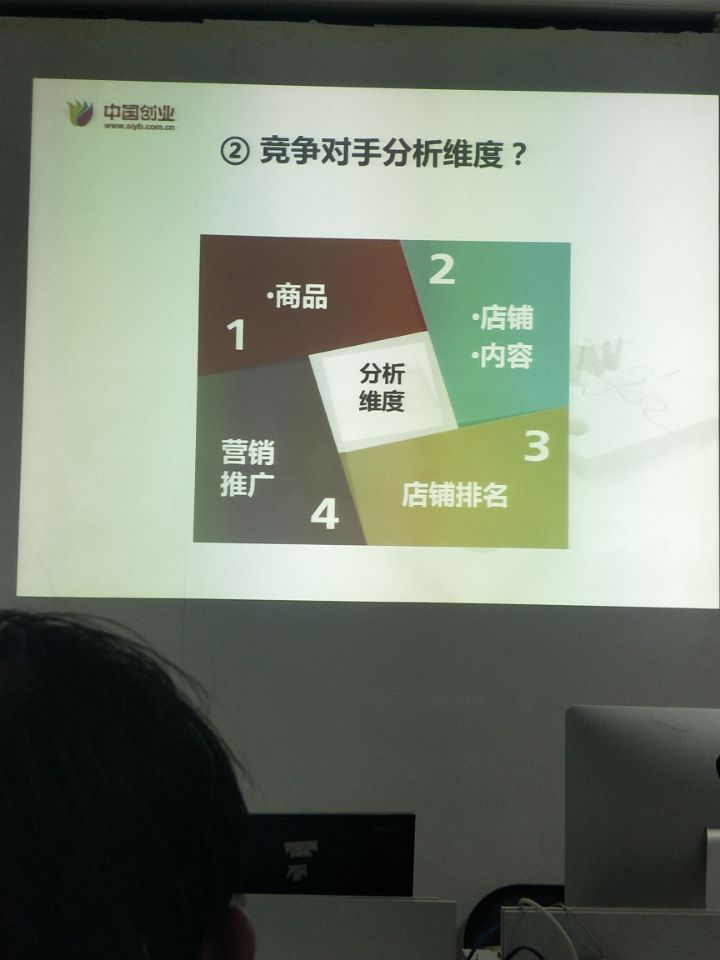 中国创业
www.siyb.com.cn
② 竞争对手分析维度？
1
·商品
2
·店铺
·内容
分析
维度
3
店铺排名
营销
推广
4